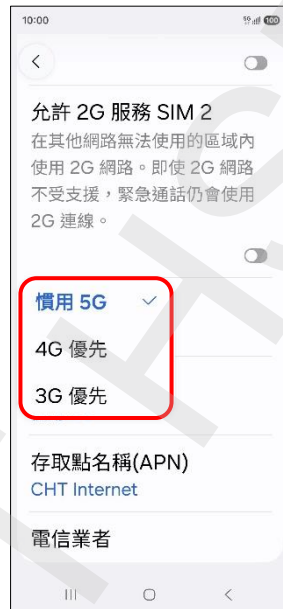 10:00
5G
100
允許 2G 服務 SIM 2
在其他網路無法使用的區域內
使用 2G 網路。即使 2G 網路
不受支援，緊急通話仍會使用
2G 連線。
慣用 5G
4G 優先
3G 優先
存取點名稱(APN)
CHT Internet
電信業者